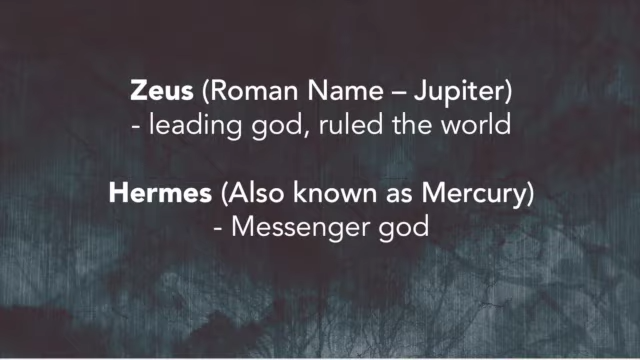 Zeus (Roman Name – Jupiter)
- leading god, ruled the world
Hermes (Also known as Mercury)
- Messenger god